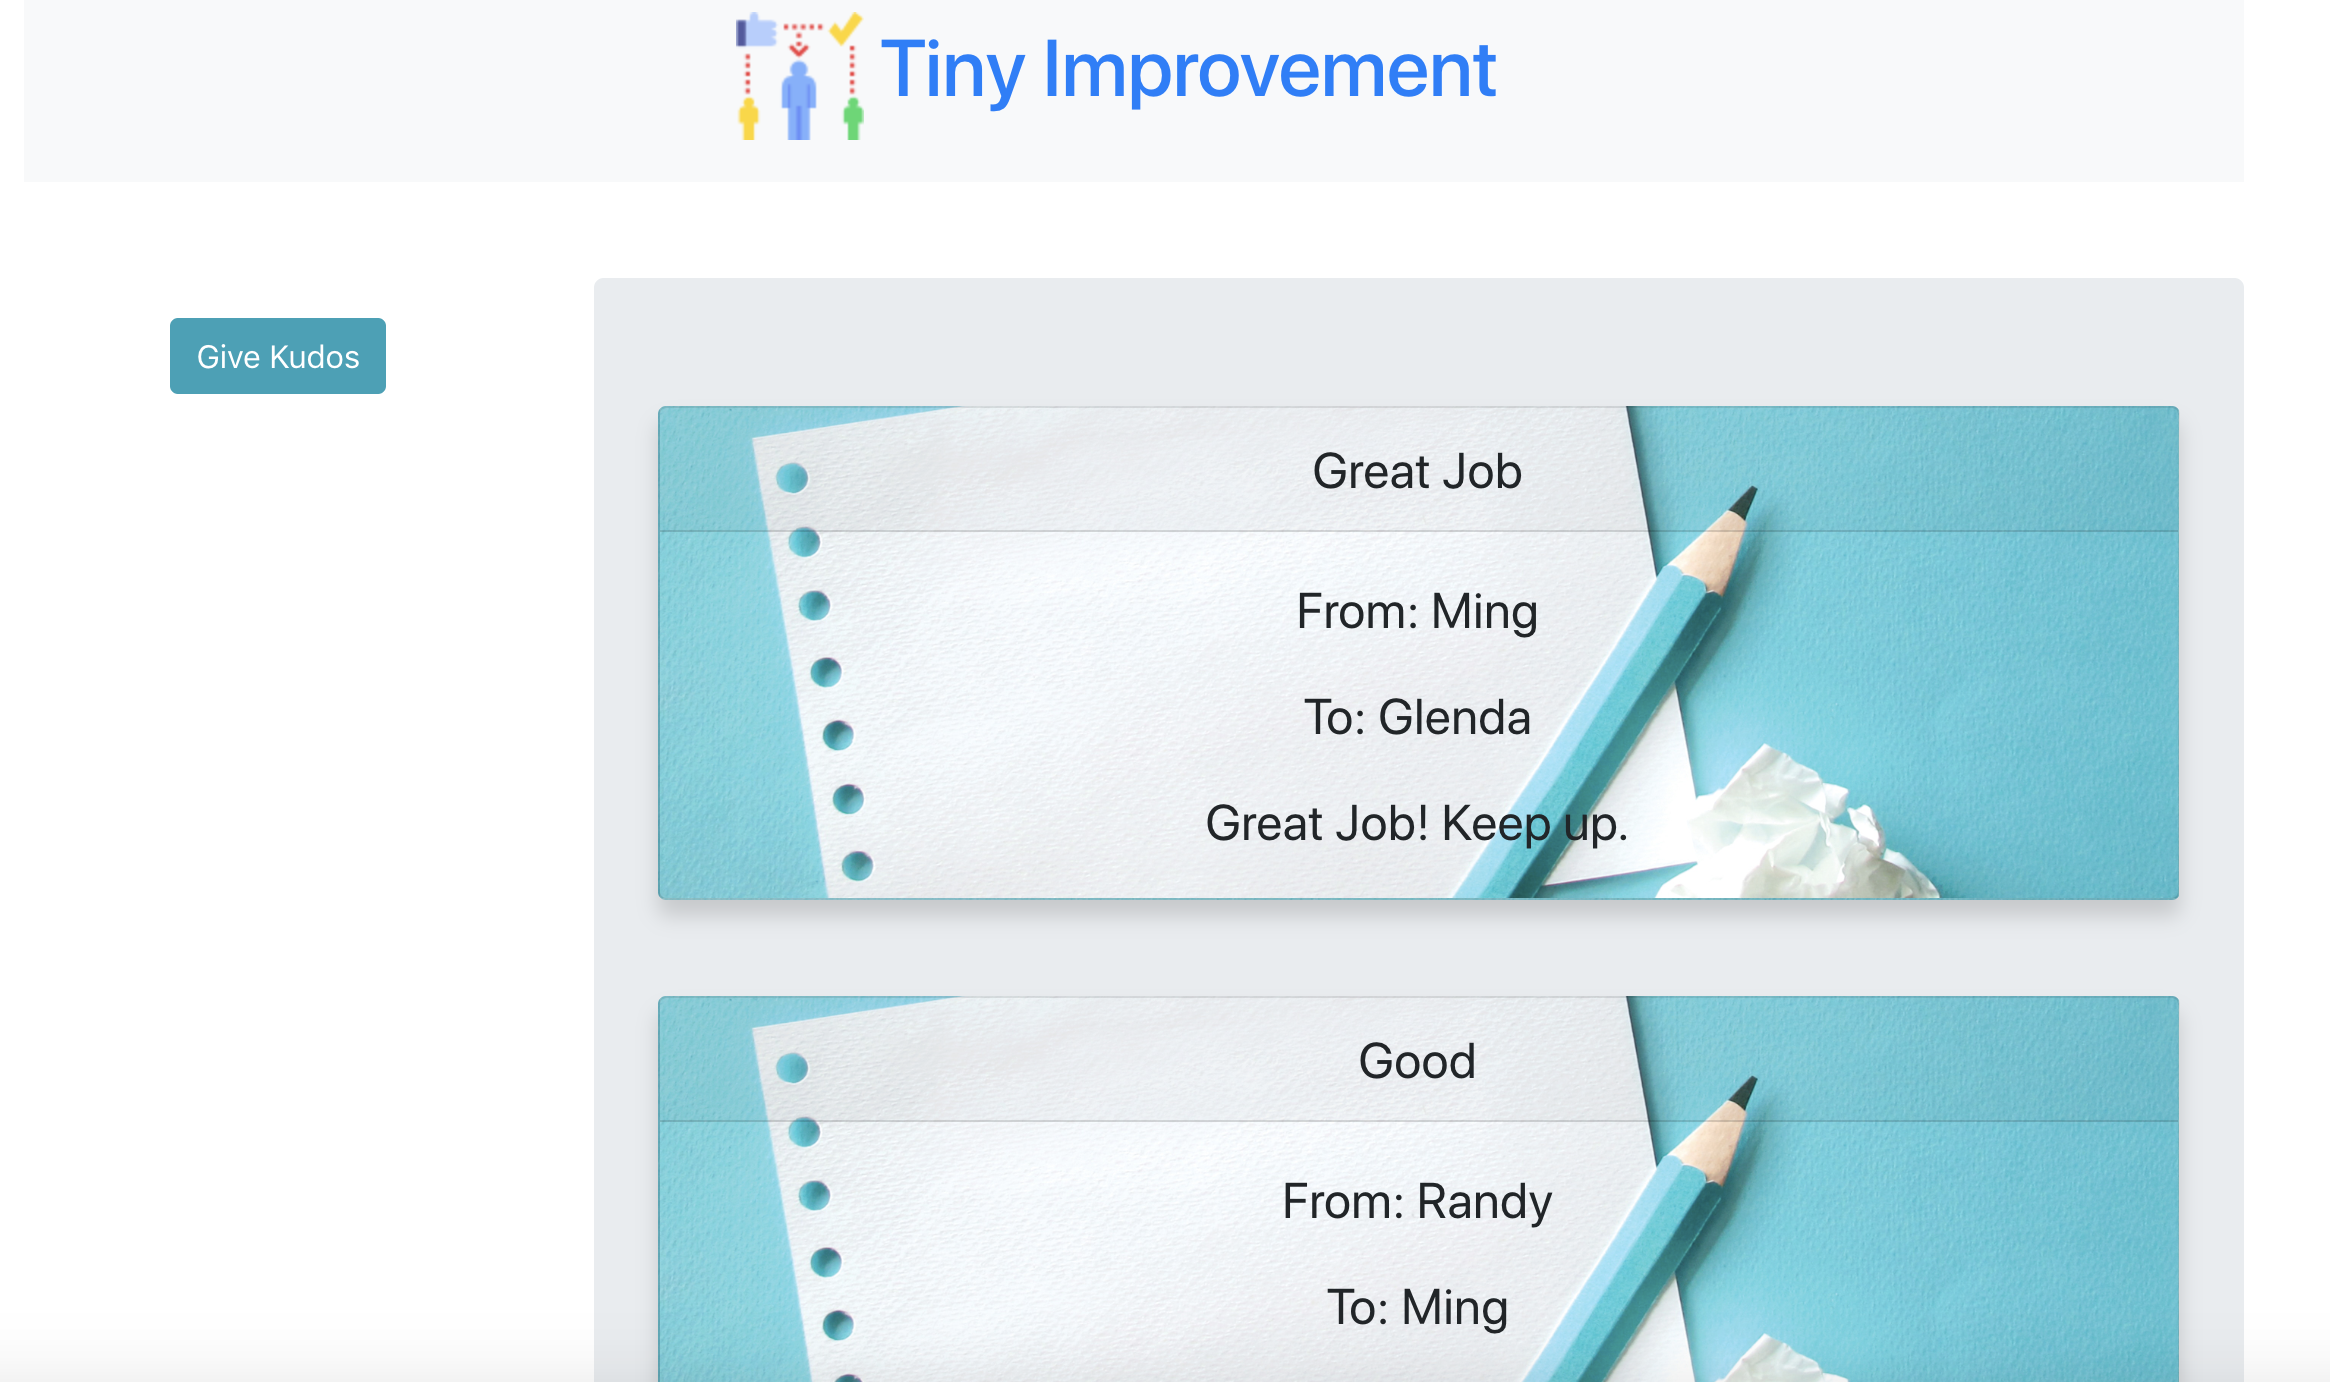 Tiny Improvement
Give Kudos
Great Job
From: Ming
To: Glenda
Great Job! Keep up.
Good
From: Randy
To: Ming